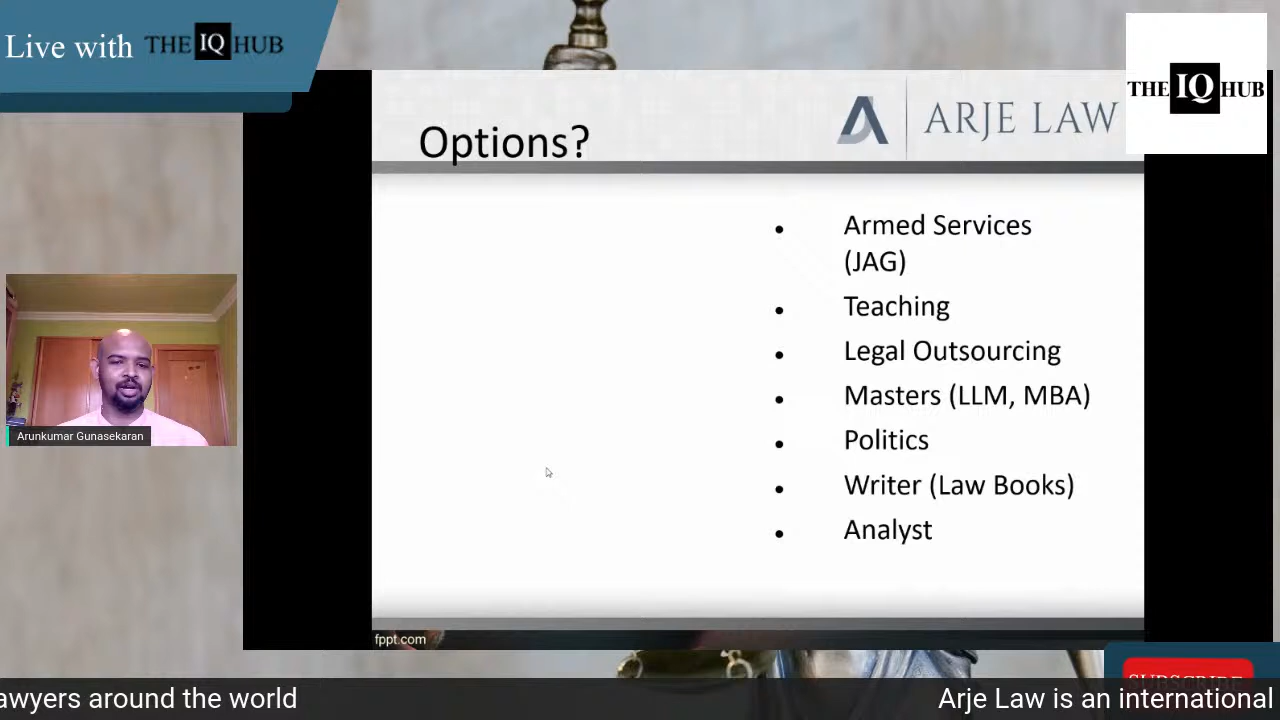 Live with THE IQ HUB
THE IQ HUB
Options?
ARJE LAW
• Armed Services
(JAG)
• Teaching
• Legal Outsourcing
• Masters (LLM, MBA)
• Politics
• Writer (Law Books)
• Analyst
Arunkumar Gunasekaran
fppt.com
SUBSCRIBE
awyers around the world
Arje Law is an international